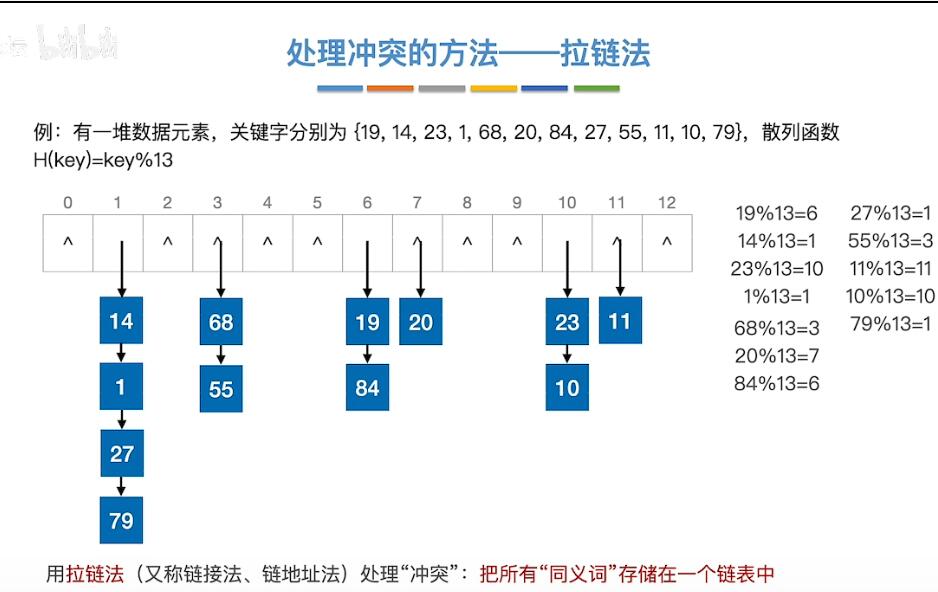 bilibili
处理冲突的方法——拉链法
例：有一堆数据元素，关键字分别为 {19, 14, 23, 1, 68, 20, 84, 27, 55, 11, 10, 79}，散列函数
H(key)=key%13
0 1 2 3 4 5 6 7 8 9 10 11 12
^ ^ ^ ^ ^ ^ ^ ^ ^ ^
14 68 19 20 23 11
1 55 84 10
27
79
19%13=6 27%13=1
14%13=1 55%13=3
23%13=10 11%13=11
1%13=1 10%13=10
68%13=3 79%13=1
20%13=7
84%13=6
用拉链法（又称链接法、链地址法）处理“冲突”：把所有“同义词”存储在一个链表中